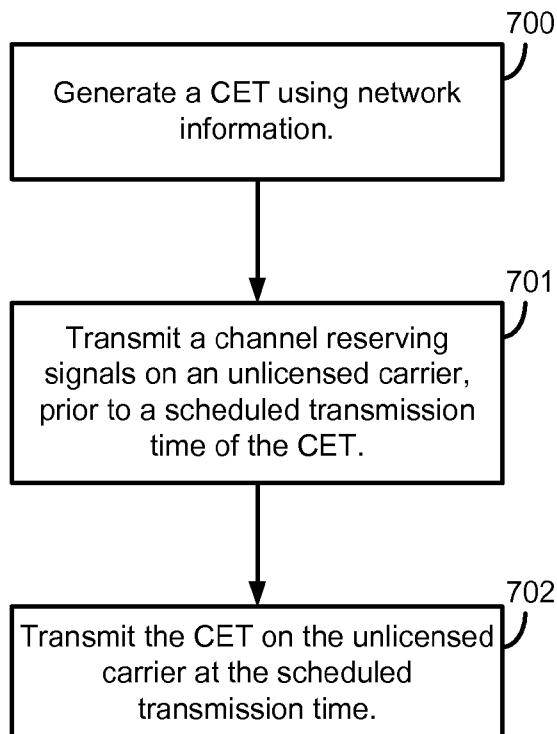 700
Generate a CET using network
information.
701
Transmit a channel reserving
signals on an unlicensed carrier,
prior to a scheduled transmission
time of the CET.
702
Transmit the CET on the unlicensed
carrier at the scheduled
transmission time.